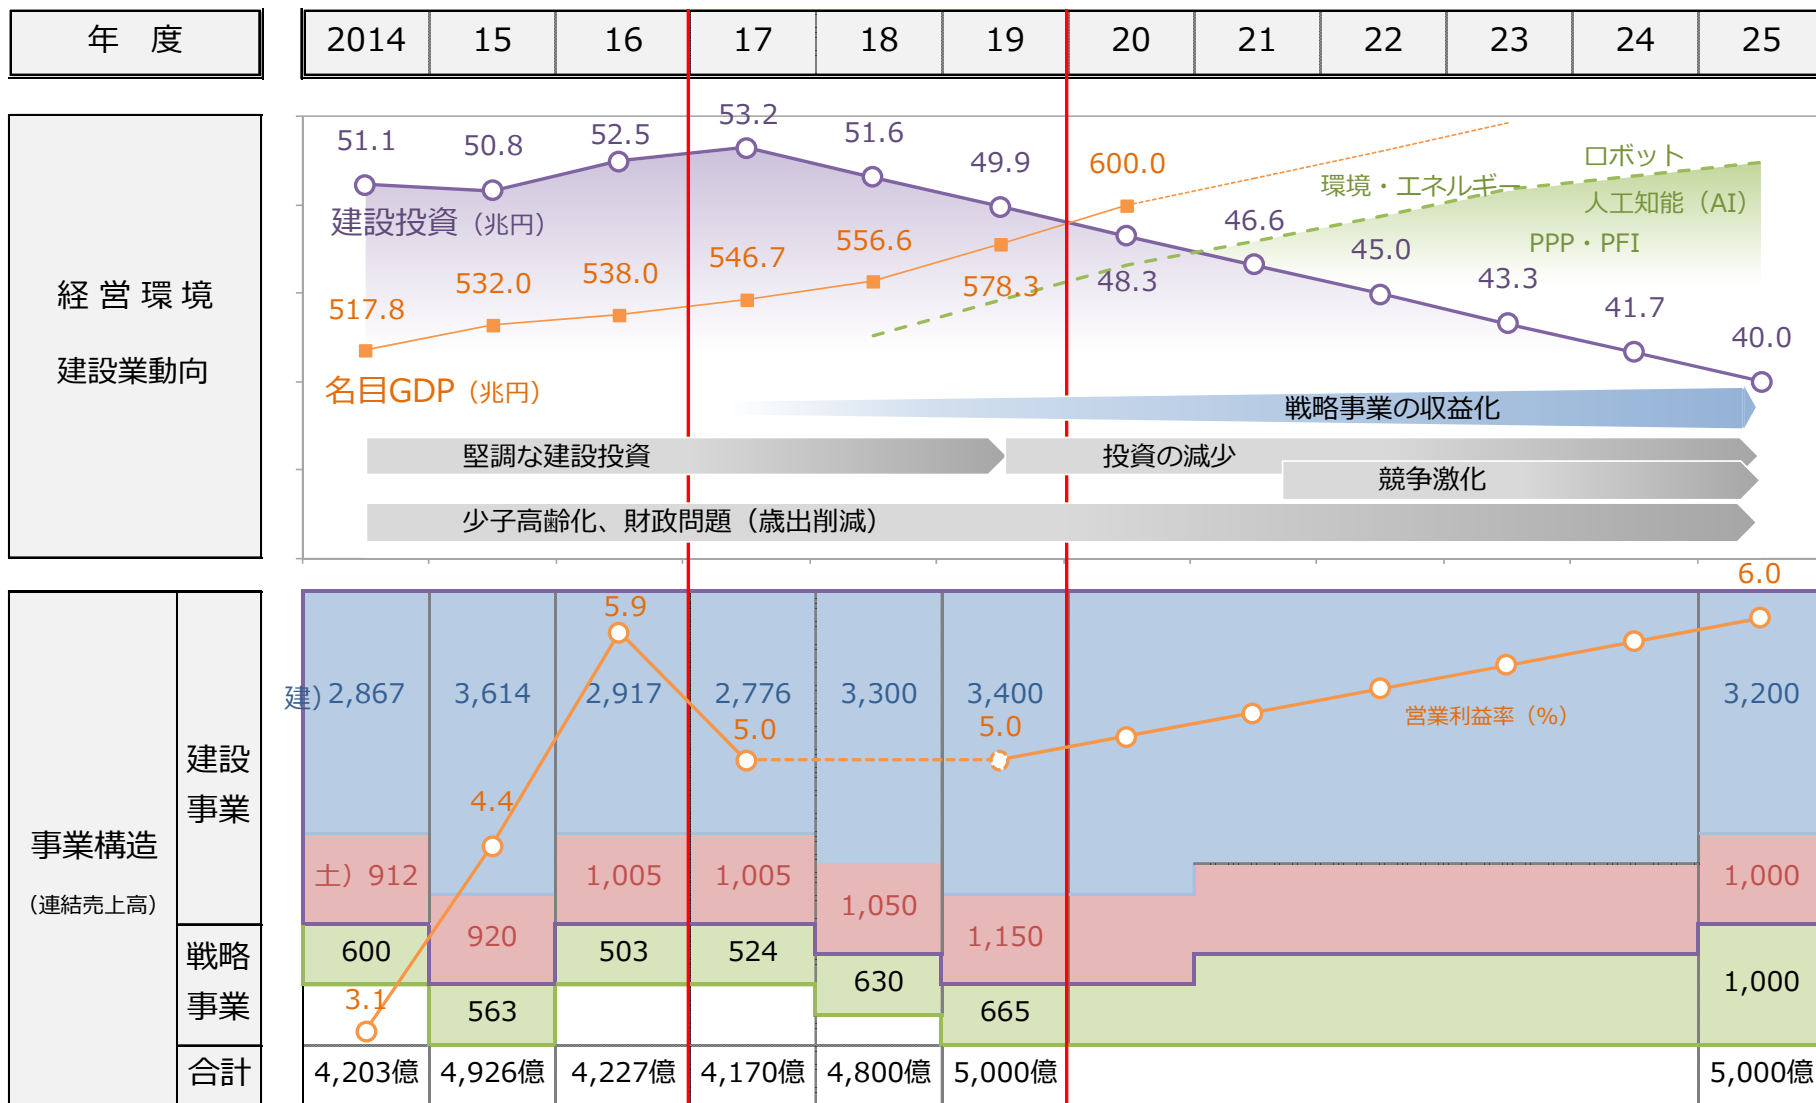 年 度 2014 15 16 17 18 19 20 21 22 23 24 25
経営環境
建設業動向
51.1 50.8 52.5 53.2 51.6 49.9 48.3 46.6 45.0 43.3 41.7 40.0
建設投資（兆円）
517.8 532.0 538.0 546.7 556.6 578.3 600.0
名目GDP（兆円）
ロボット
環境・エネルギー
人工知能（AI）
PPP・PFI
戦略事業の収益化
堅調な建設投資
投資の減少
競争激化
少子高齢化、財政問題（歳出削減）
事業構造
（連結売上高）
建設
事業
3.1 4.4 5.9 5.0 5.0 6.0
営業利益率（%）
建) 2,867 3,614 2,917 2,776 3,300 3,400 3,200
土）912 920 1,005 1,005 1,050 1,150 1,000
戦略
事業
600 563 503 524 630 665 1,000
合計 4,203億 4,926億 4,227億 4,170億 4,800億 5,000億 5,000億